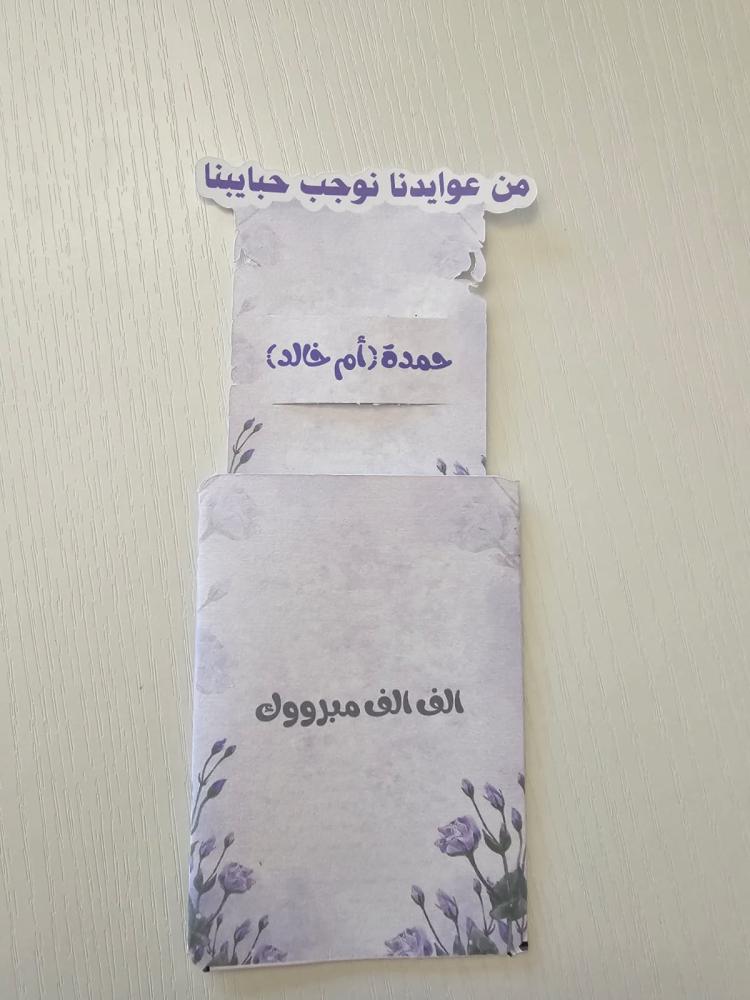 من عوايدنا نوجب حبايبنا
حمدة (أم خالد)
الف الف مبرووك